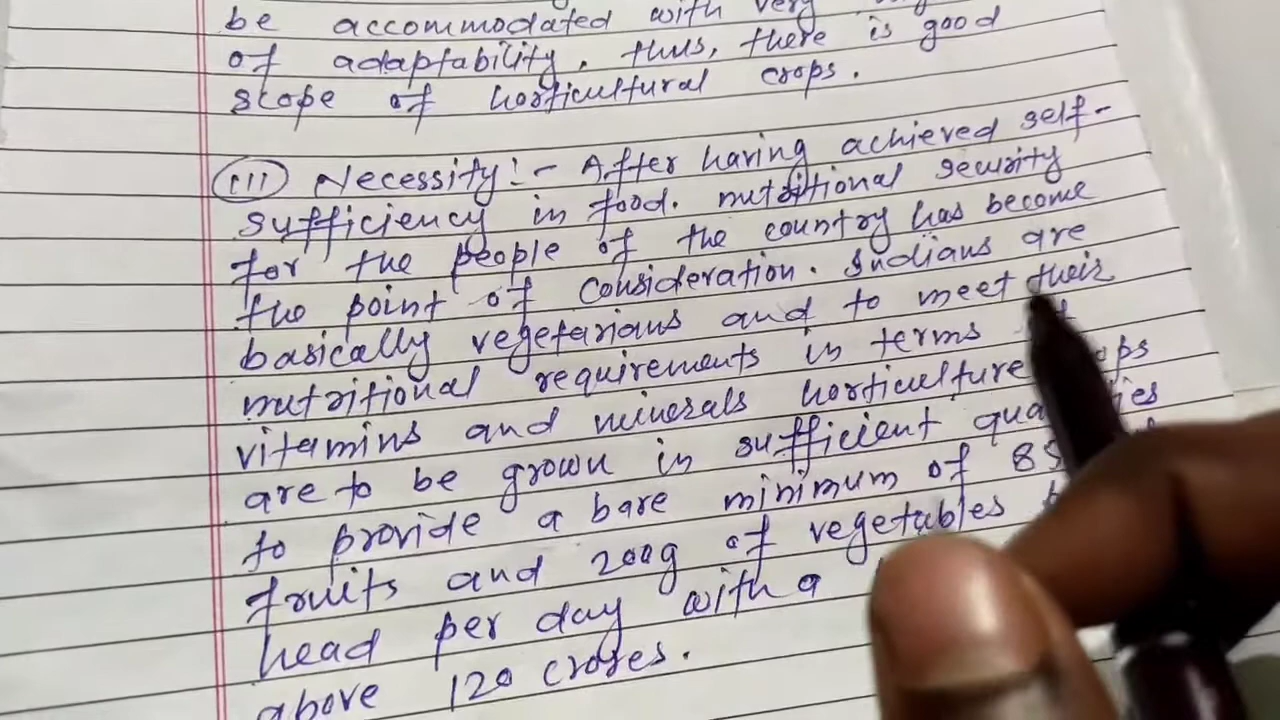 be accommodated with very
of adaptability. thus, there is good
scope of horticultural crops.
(III) Necessity:- After having achieved self-
sufficiency in food. nutritional security
for the people of the country has become
the point of consideration. Indians are
basically vegetarians and to meet their
nutritional requirements in terms
vitamins and minerals horticulture
are to be grown in sufficient
to provide a bare minimum of
fruits and 200g of vegetables
head per day with a
above 120 crores.